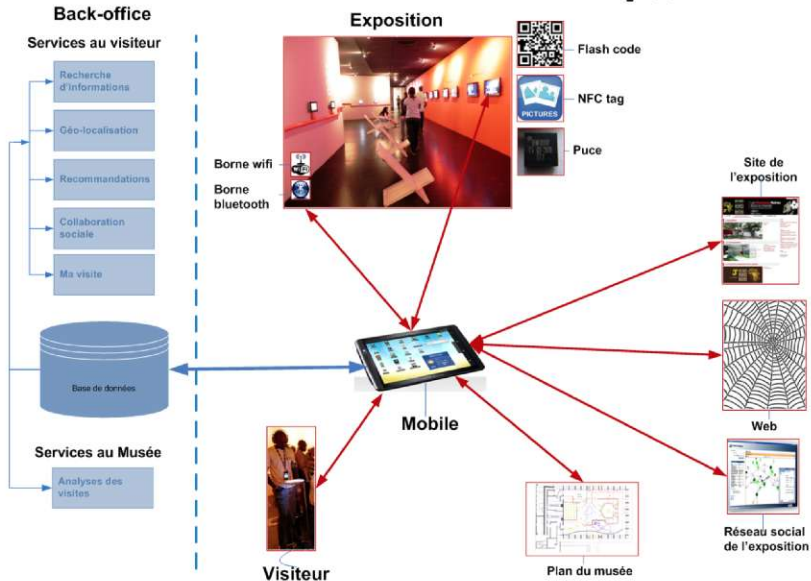 Back-office
Services au visiteur
Recherche
d'informations
Géo-localisation
Recommandations
Collaboration
sociale
Ma visite
Base de données
Services au Musée
Analyses des
visites
Exposition
Flash code
PICTURES
NFC tag
Puce
Borne wifi
Borne
bluetooth
Mobile
Visiteur
Plan du musée
Site de
l'exposition
Web
Réseau social
de l'exposition